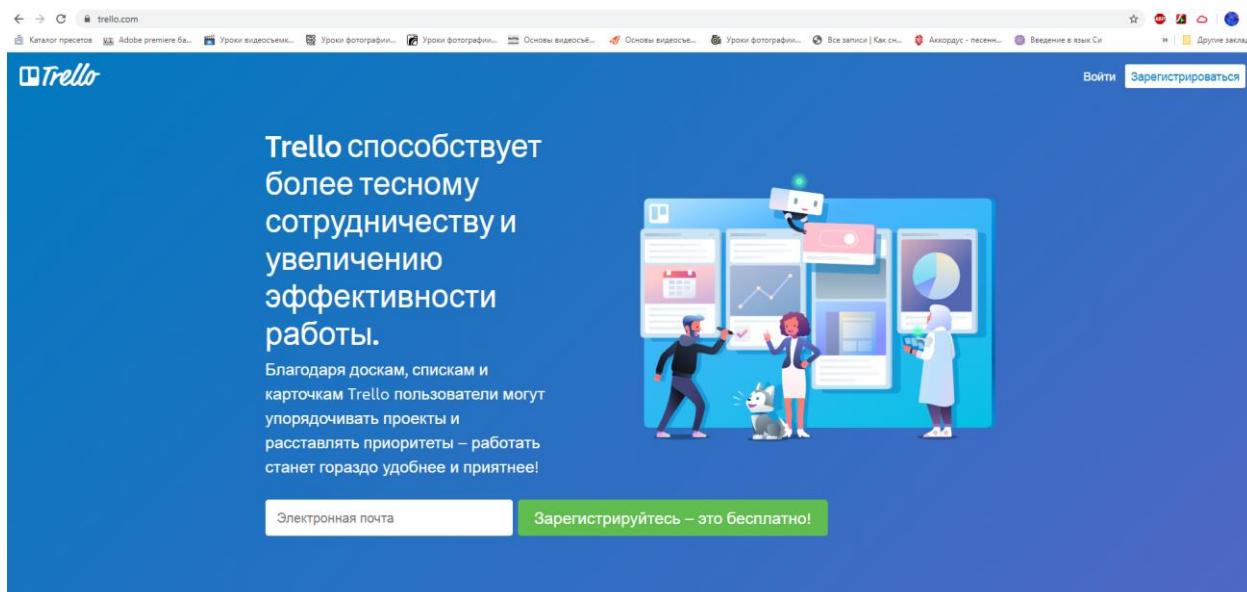 trello.com
Каталог пресетов Adobe premiere ба... Уроки видеосъемк... Уроки фотографии... Уроки фотографии... Основы видеосъё... Основы видеосъе... Уроки фотографии... Все записи | Как сн... Аккордус - песенн... Введение в язык Си » Другие заклад
Trello
Войти Зарегистрироваться
Trello способствует
более тесному
сотрудничеству и
увеличению
эффективности
работы.
Благодаря доскам, спискам и
карточкам Trello пользователи могут
упорядочивать проекты и
расставлять приоритеты – работать
станет гораздо удобнее и приятнее!
Электронная почта
Зарегистрируйтесь – это бесплатно!